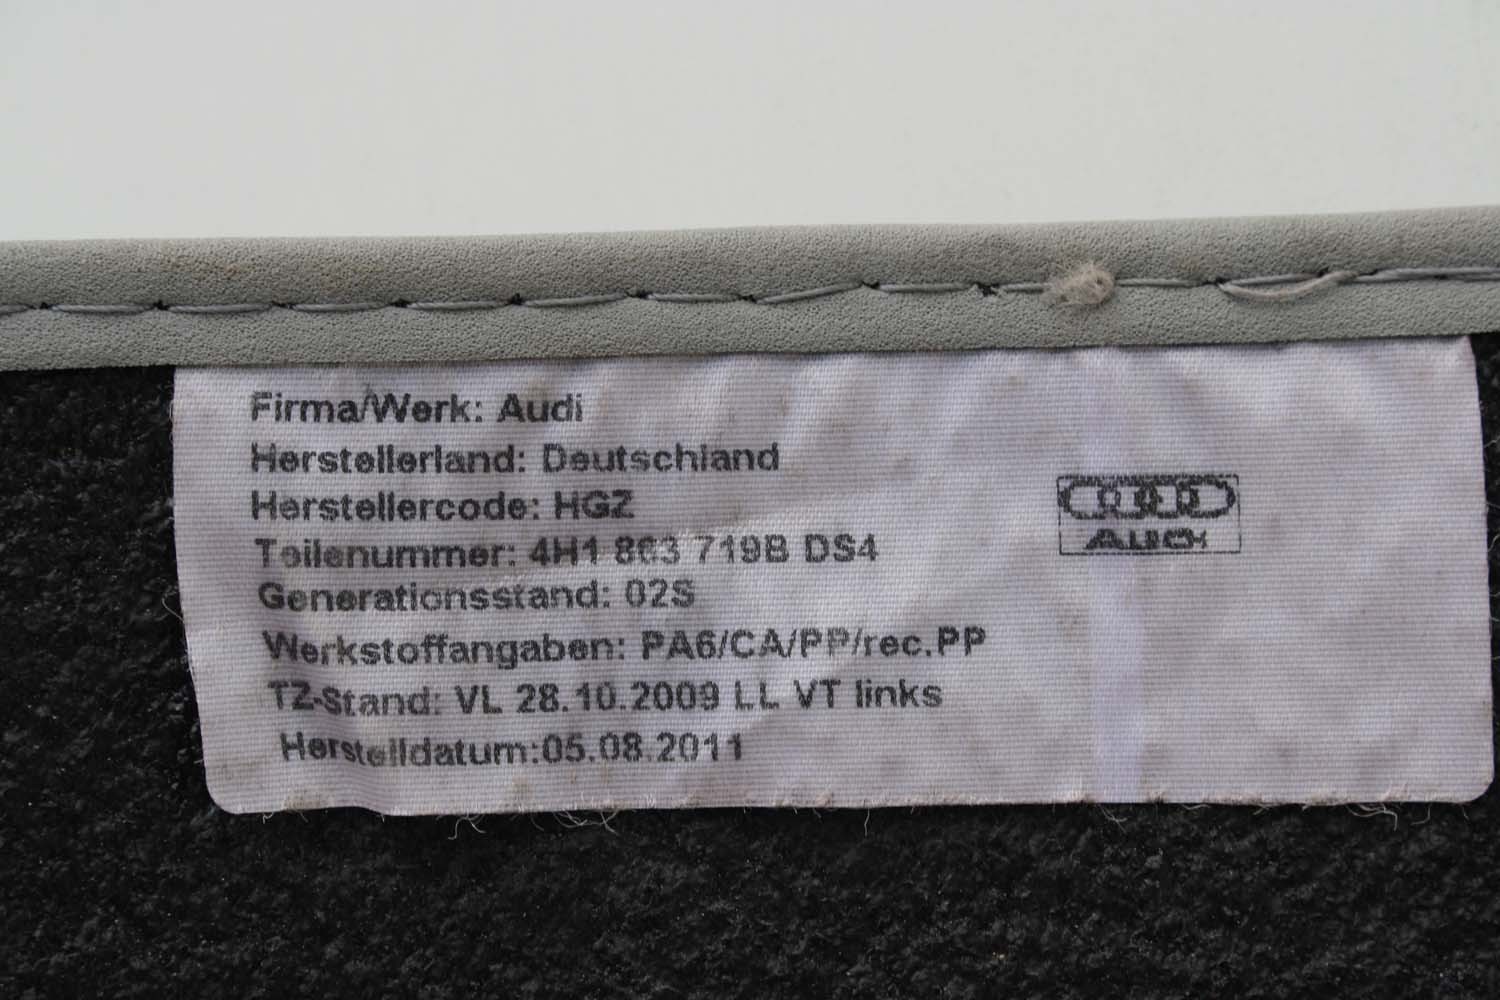 Firma/Werk: Audi
Herstellerland: Deutschland
Herstellercode: HGZ
Teilenummer: 4H1 863 719B DS4
Generationsstand: 02S
Werkstoffangaben: PA6/CA/PP/rec.PP
TZ-Stand: VL 28.10.2009 LL VT links
Herstelldatum:05.08.2011
Audi